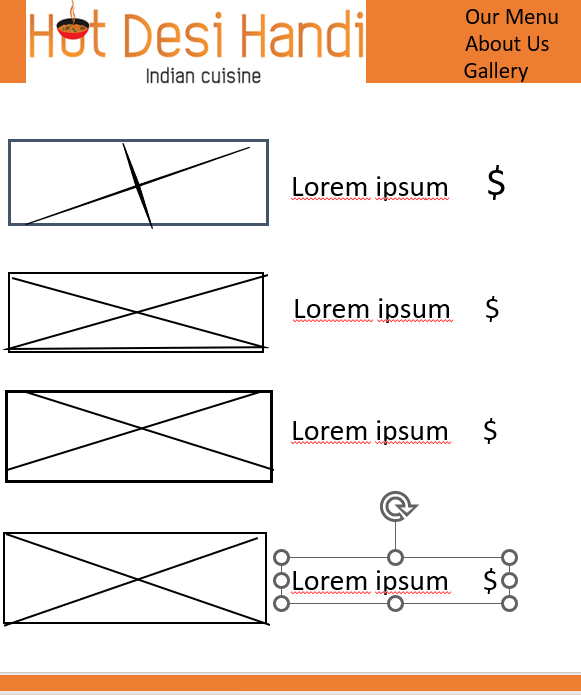 Hot Desi Handi
Indian cuisine
Our Menu
About Us
Gallery
Lorem ipsum $
Lorem ipsum $
Lorem ipsum $
Lorem ipsum $